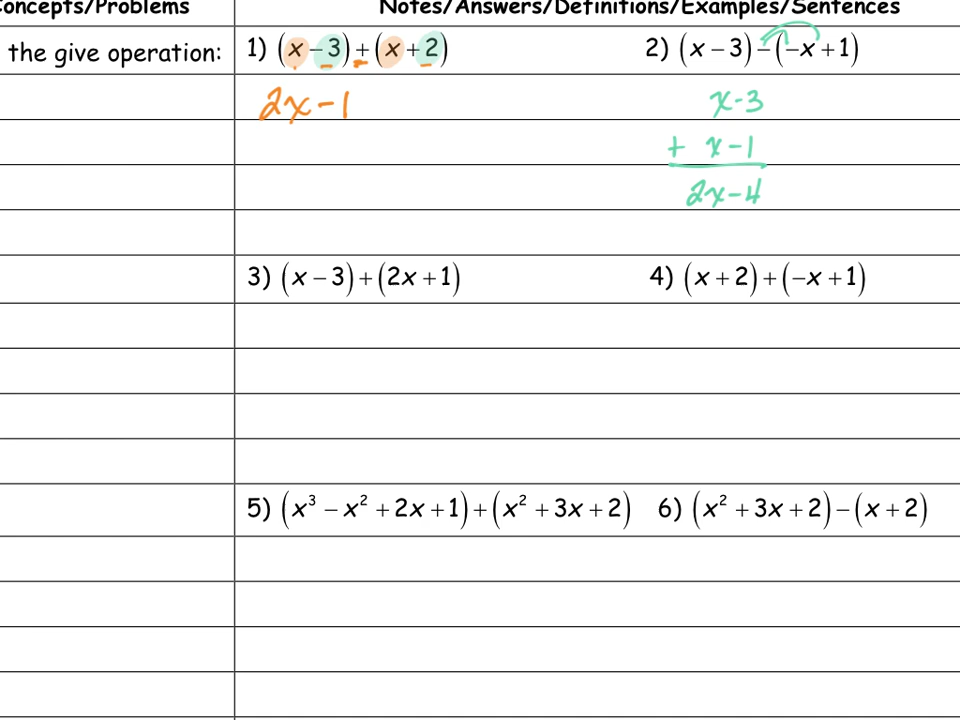 oncepts/Problems Notes/Answers/Definitions/Examples/Sentences
the give operation: 1) (x − 3) + (x + 2) 2) (x − 3) − (−x + 1)
2x − 1 x - 3
+ x - 1
2x - 4
3) (x − 3) + (2x + 1) 4) (x + 2) + (−x + 1)
5) (x³ − x² + 2x + 1) + (x² + 3x + 2) 6) (x² + 3x + 2) − (x + 2)